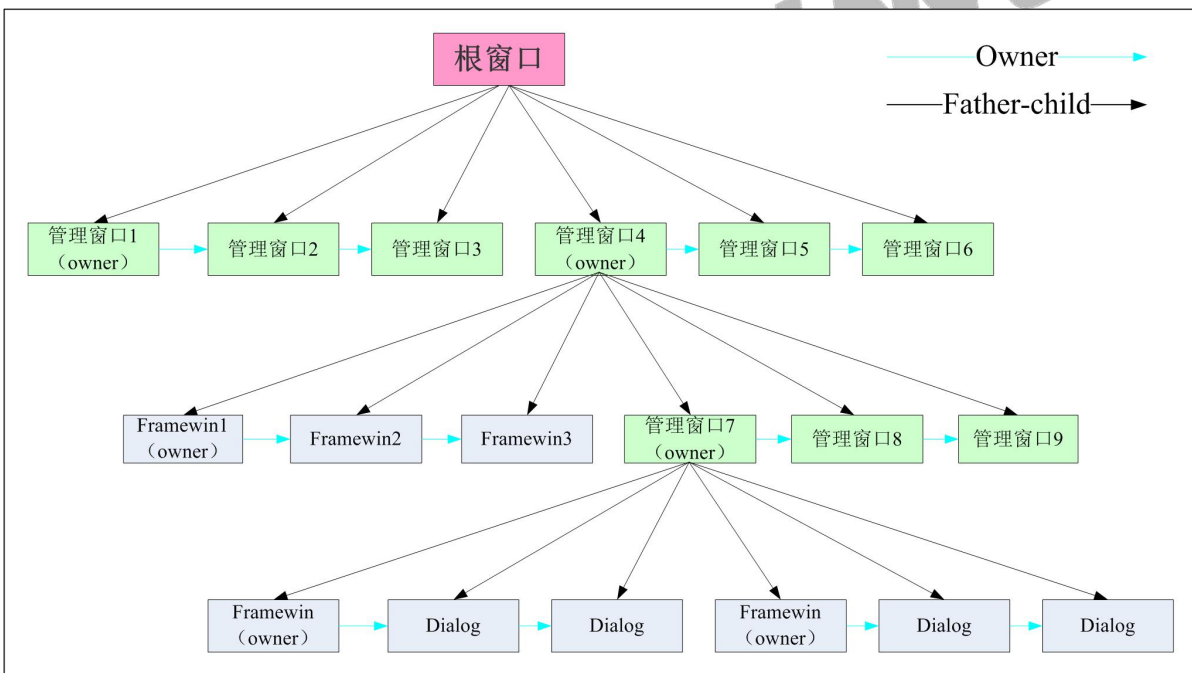 根窗口
Owner
Father-child
管理窗口1
（owner）
管理窗口2
管理窗口3
管理窗口4
（owner）
管理窗口5
管理窗口6
Framewin1
（owner）
Framewin2
Framewin3
管理窗口7
（owner）
管理窗口8
管理窗口9
Framewin
（owner）
Dialog
Dialog
Framewin
（owner）
Dialog
Dialog